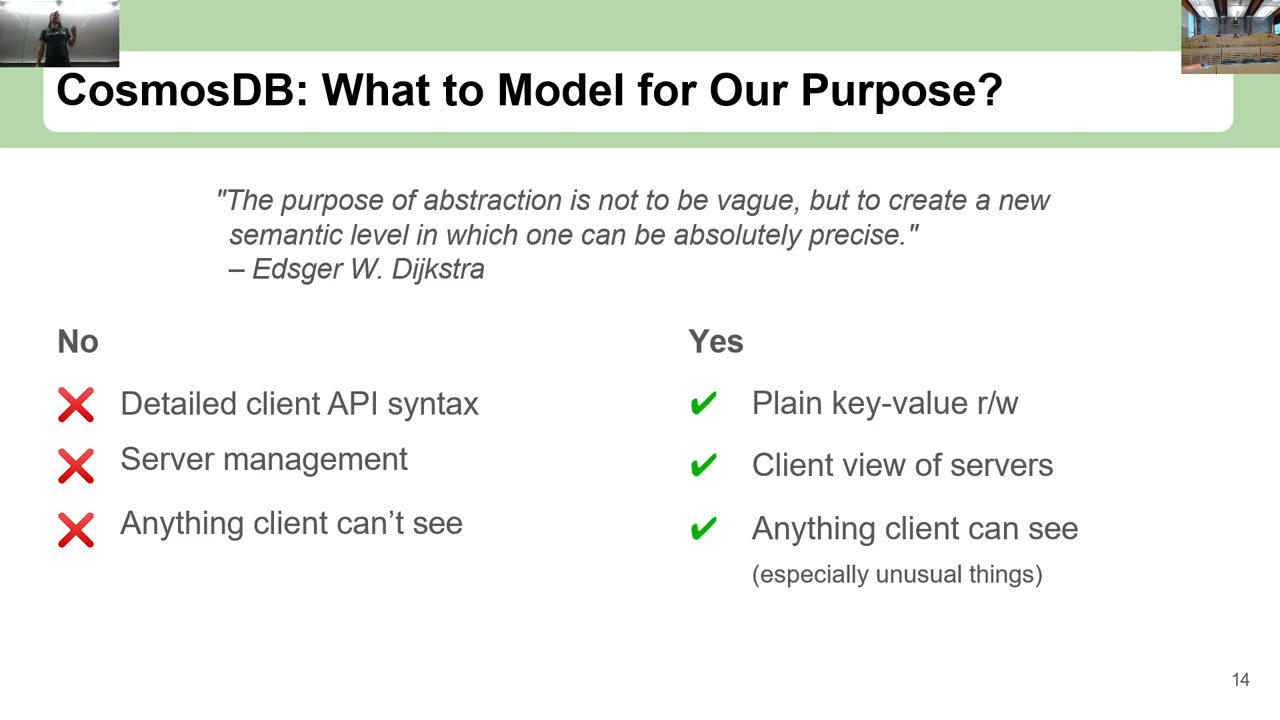 CosmosDB: What to Model for Our Purpose?
"The purpose of abstraction is not to be vague, but to create a new
semantic level in which one can be absolutely precise."
– Edsger W. Dijkstra
No
❌ Detailed client API syntax
❌ Server management
❌ Anything client can’t see
Yes
✔ Plain key-value r/w
✔ Client view of servers
✔ Anything client can see
(especially unusual things)
14